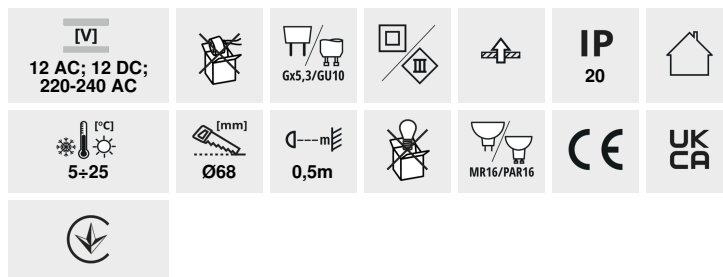 [V]
12 AC; 12 DC;
220-240 AC
Gx5,3/GU10
III
IP
20
[°C]
5÷25
[mm]
Ø68
m
0,5m
MR16/PAR16
CE
UK
CA